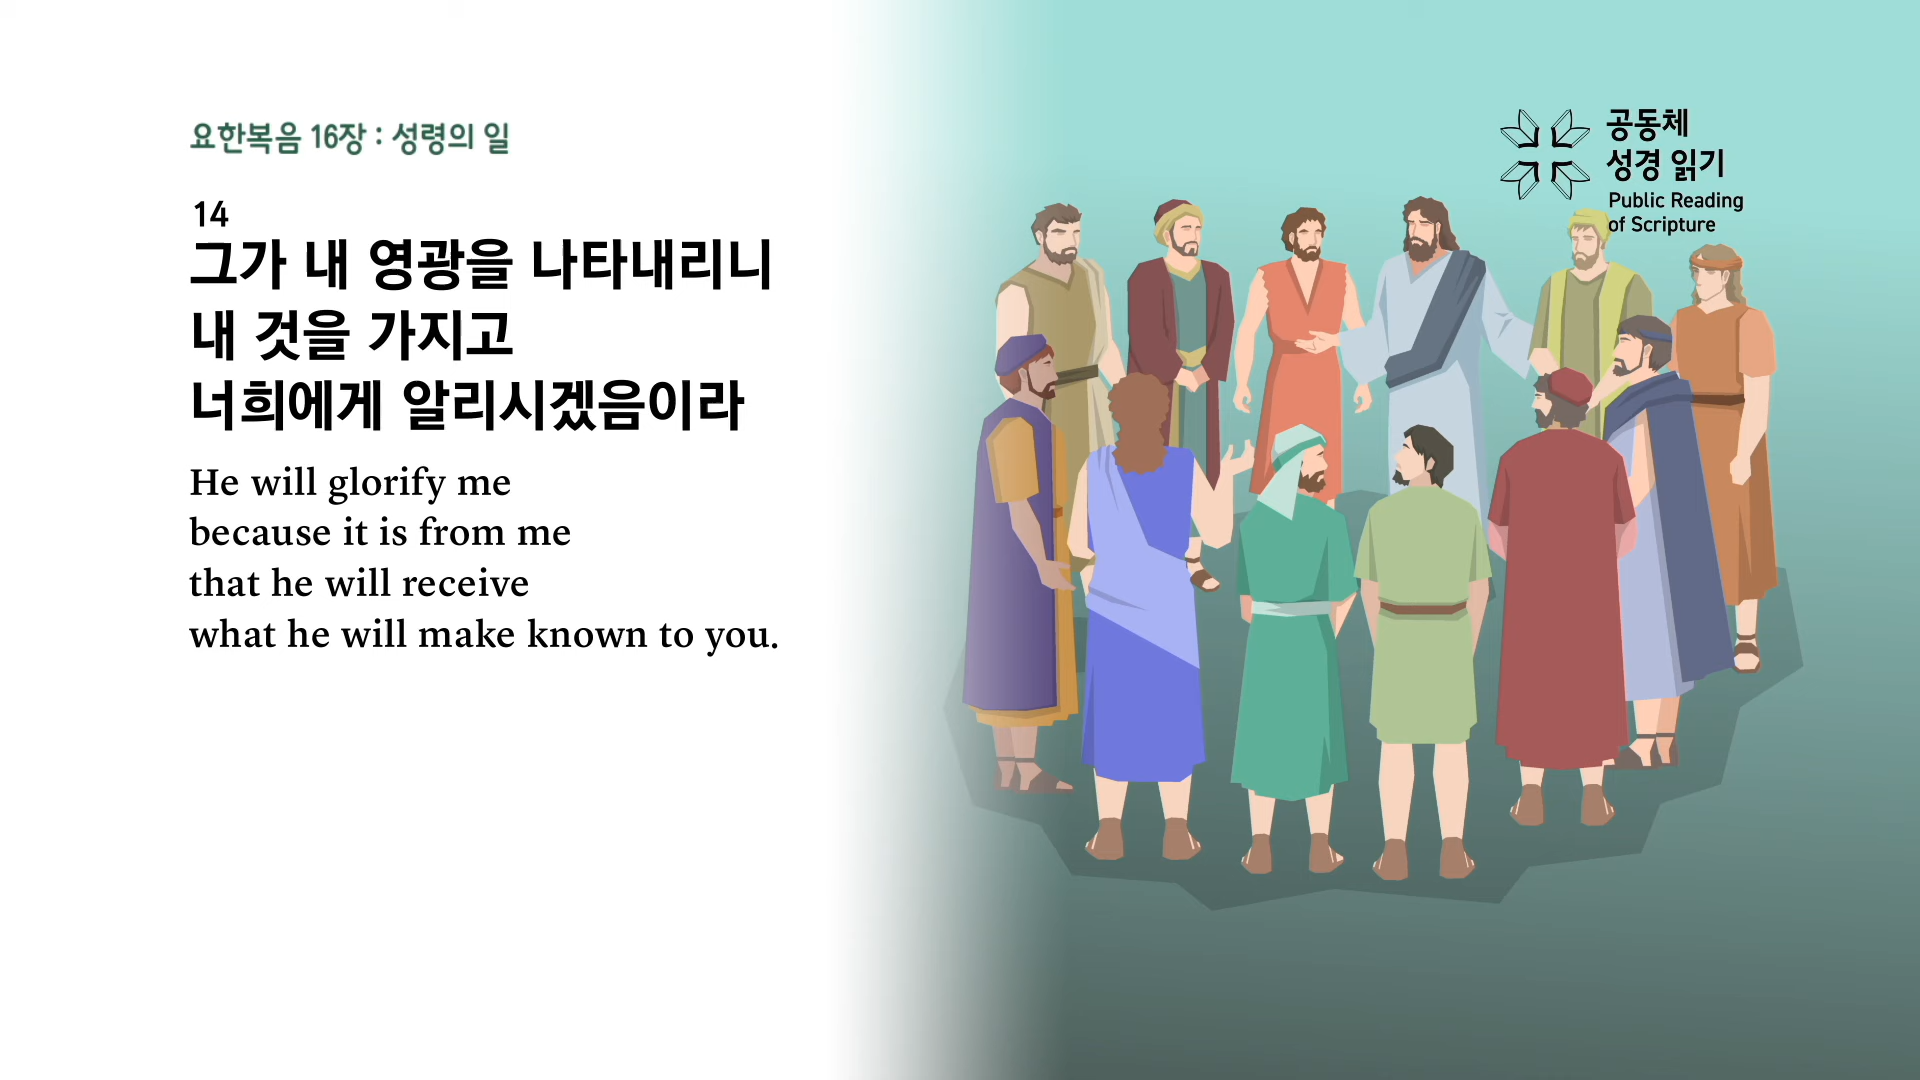 요한복음 16장 : 성령의 일
14
그가 내 영광을 나타내리니
내 것을 가지고
너희에게 알리시겠음이라
He will glorify me
because it is from me
that he will receive
what he will make known to you.
공동체
성경 읽기
Public Reading
of Scripture